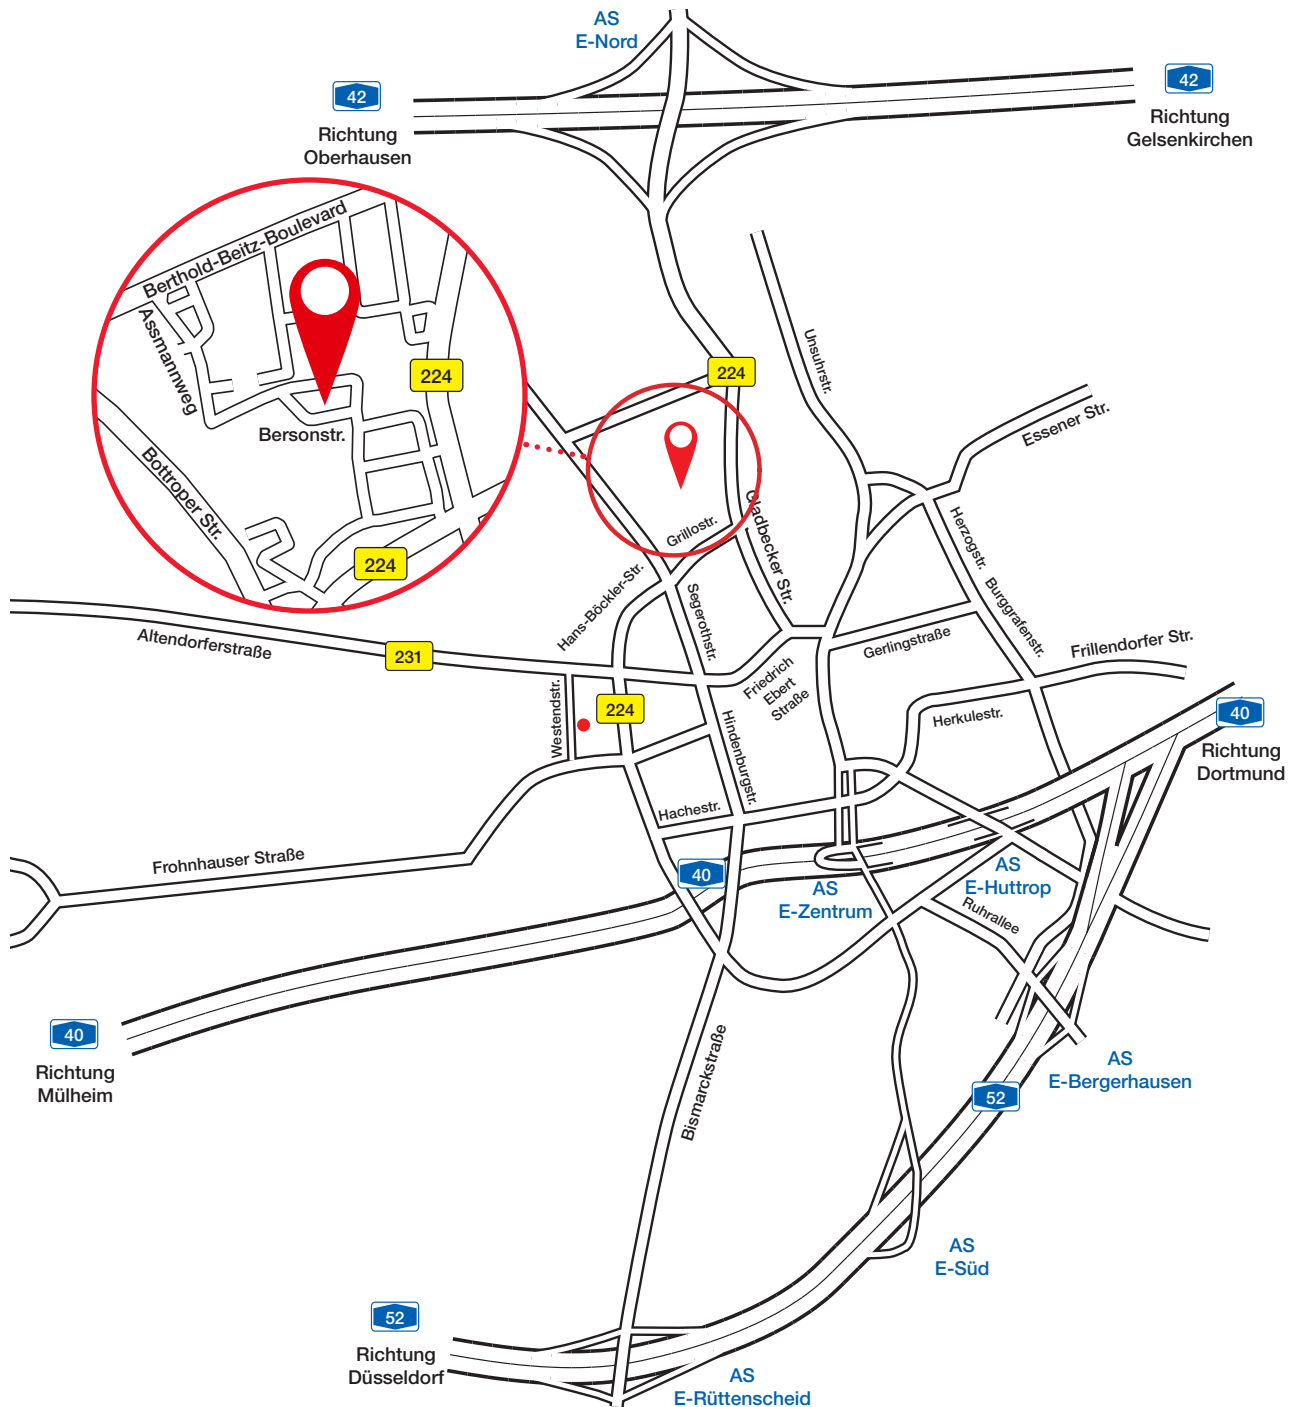 AS
E-Nord
42
Richtung
Oberhausen
42
Richtung
Gelsenkirchen
Berthold-Beitz-Boulevard
Assmannweg
224
Bersonstr.
Bottroper Str.
224
224
Unsuhrstr.
Essener Str.
Gladbecker Str.
Grillostr.
Herzogstr.
Hans-Böckler-Str.
Segerothstr.
Burggrafenstr.
Altendorferstraße
231
Gerlingstraße
Frillendorfer Str.
Friedrich
Ebert
Straße
Westendstr.
224
Hindenburgstr.
Herkulestr.
40
Richtung
Dortmund
Hachestr.
Frohnhauser Straße
40
AS
E-Zentrum
AS
E-Huttrop
Ruhrallee
40
Richtung
Mülheim
Bismarckstraße
AS
E-Bergerhausen
52
AS
E-Süd
52
Richtung
Düsseldorf
AS
E-Rüttenscheid